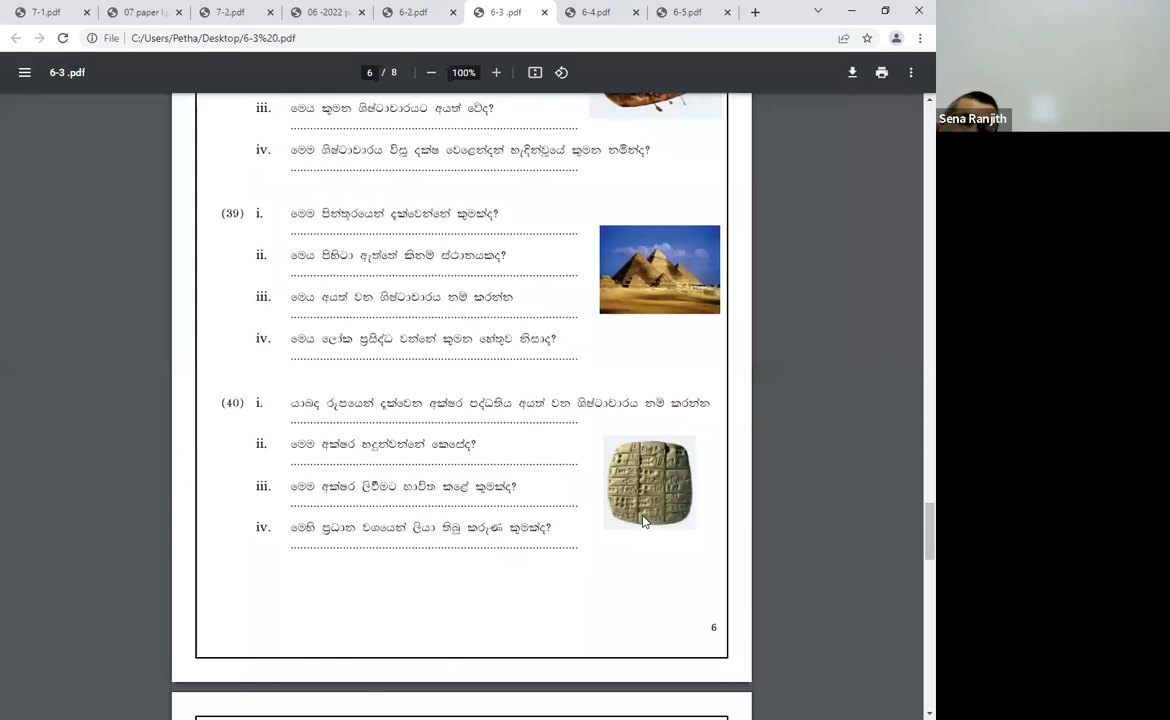 7-1.pdf
07 paper (
7-2.pdf
06 -2022 p
6-2.pdf
6-3 .pdf
6-4.pdf
6-5.pdf
File C:/Users/Petha/Desktop/6-3%20.pdf
6-3 .pdf
6 / 8
100%
Sena Ranjith
iii. මෙය කුමන ශිෂ්ටාචාරයට අයත් වේද?
iv. මෙම ශිෂ්ටාචාරය විසූ දක්ෂ වෙළෙන්දන් හැදින්වූයේ කුමන නමින්ද?
(39) i. මෙම පින්තූරයෙන් දැක්වෙන්නේ කුමක්ද?
ii. මෙය පිහිටා ඇත්තේ කිනම් ස්ථානයකද?
iii. මෙය අයත් වන ශිෂ්ටාචාරය නම් කරන්න
iv. මෙය ලෝක ප්‍රසිද්ධ වන්නේ කුමන හේතුව නිසාද?
(40) i. යාබද රූපයෙන් දැක්වෙන අක්ෂර පද්ධතිය අයත් වන ශිෂ්ටාචාරය නම් කරන්න
ii. මෙම අක්ෂර හදුන්වන්නේ කෙසේද?
iii. මෙම අක්ෂර ලිවීමට භාවිත කළේ කුමක්ද?
iv. මෙහි ප්‍රධාන වශයෙන් ලියා තිබු කරුණ කුමක්ද?
6